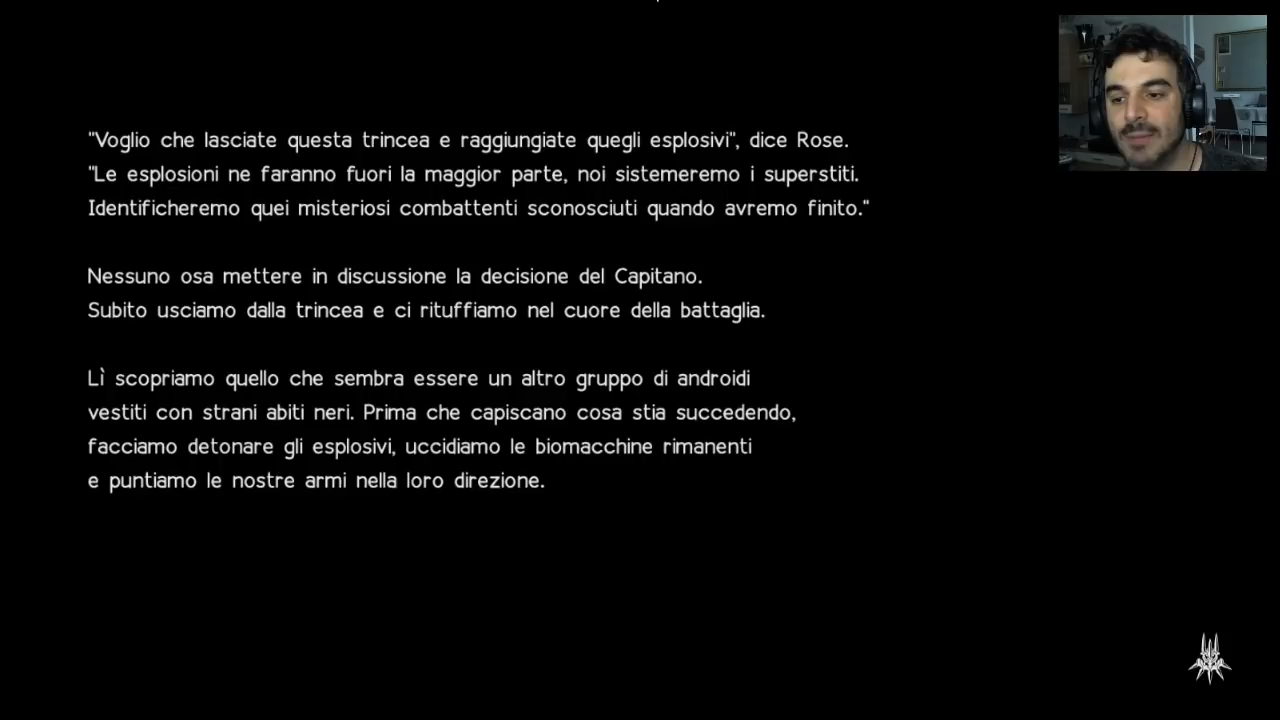 "Voglio che lasciate questa trincea e raggiungiate quegli esplosivi", dice Rose.
"Le esplosioni ne faranno fuori la maggior parte, noi sistemeremo i superstiti.
Identificheremo quei misteriosi combattenti sconosciuti quando avremo finito."
Nessuno osa mettere in discussione la decisione del Capitano.
Subito usciamo dalla trincea e ci rituffiamo nel cuore della battaglia.
Lì scopriamo quello che sembra essere un altro gruppo di androidi
vestiti con strani abiti neri. Prima che capiscano cosa stia succedendo,
facciamo detonare gli esplosivi, uccidiamo le biomacchine rimanenti
e puntiamo le nostre armi nella loro direzione.